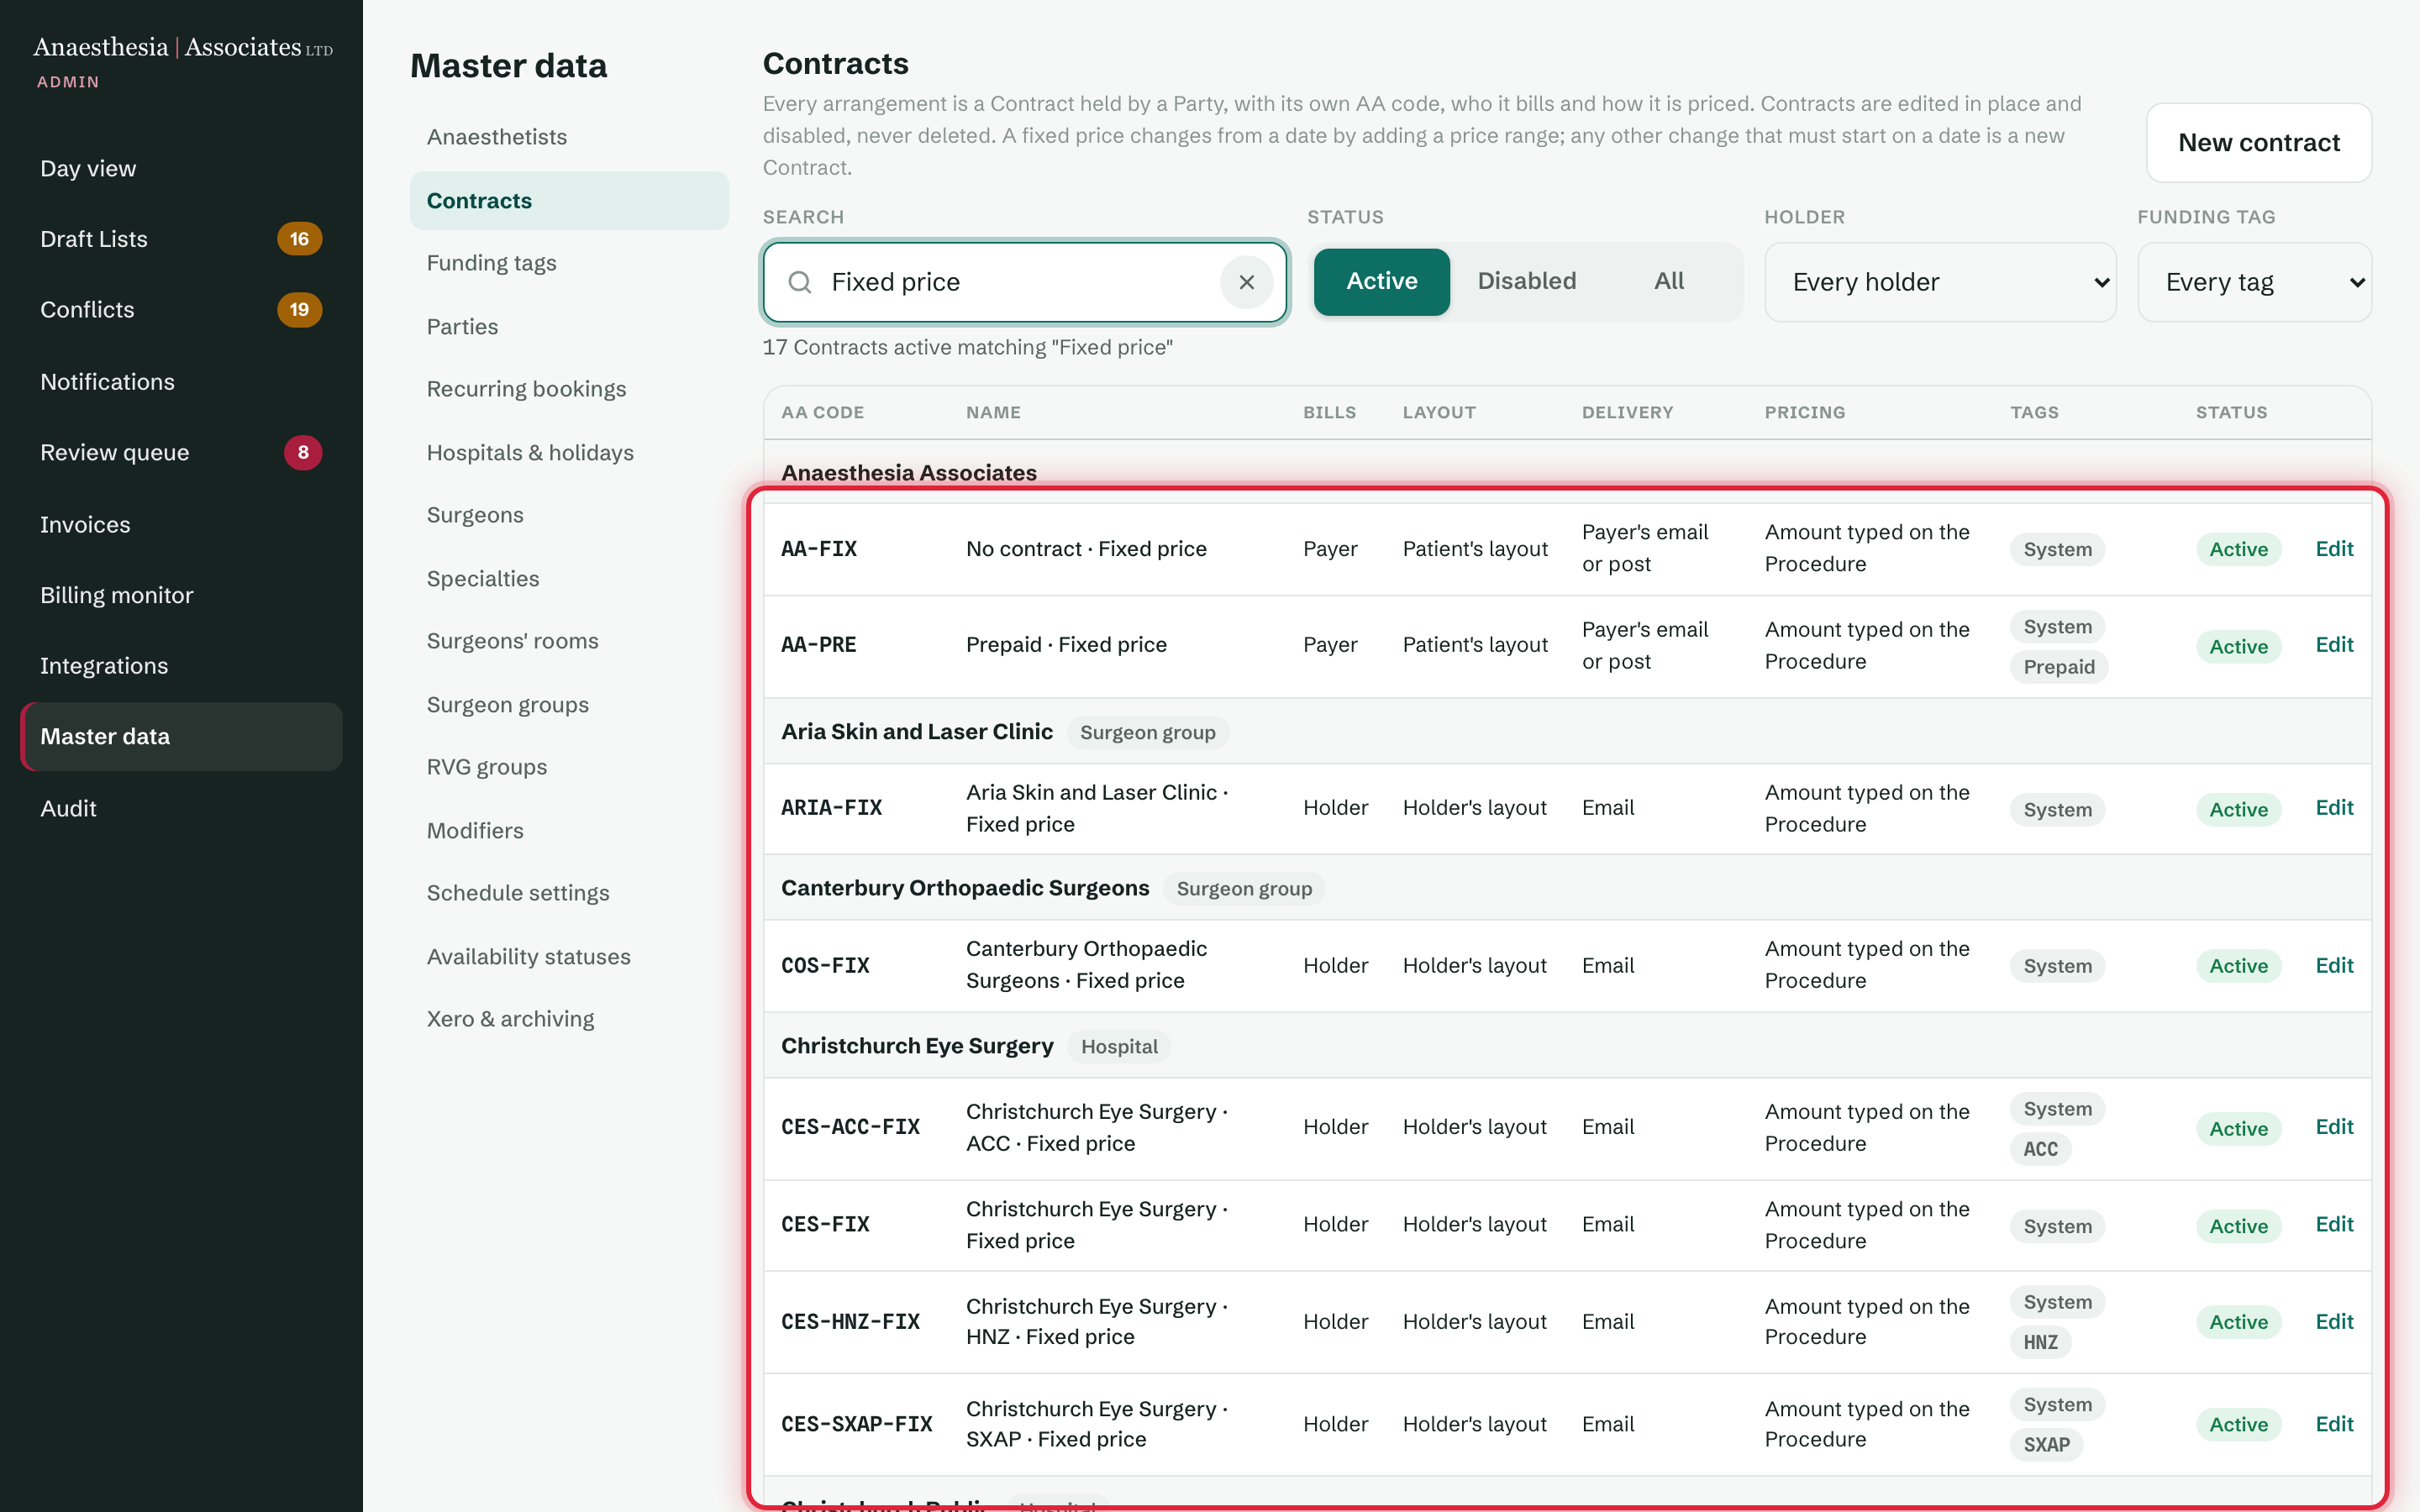 Anaesthesia | Associates LTD
ADMIN
Day view
Draft Lists 16
Conflicts 19
Notifications
Review queue 8
Invoices
Billing monitor
Integrations
Master data
Audit
Master data
Anaesthetists
Contracts
Funding tags
Parties
Recurring bookings
Hospitals & holidays
Surgeons
Specialties
Surgeons' rooms
Surgeon groups
RVG groups
Modifiers
Schedule settings
Availability statuses
Xero & archiving
Contracts
Every arrangement is a Contract held by a Party, with its own AA code, who it bills and how it is priced. Contracts are edited in place and
disabled, never deleted. A fixed price changes from a date by adding a price range; any other change that must start on a date is a new
Contract.
New contract
SEARCH STATUS HOLDER FUNDING TAG
Fixed price Active Disabled All Every holder Every tag
17 Contracts active matching "Fixed price"
AA CODE NAME BILLS LAYOUT DELIVERY PRICING TAGS STATUS
Anaesthesia Associates
AA-FIX No contract · Fixed price Payer Patient's layout Payer's email Amount typed on the System Active Edit
or post Procedure
AA-PRE Prepaid · Fixed price Payer Patient's layout Payer's email Amount typed on the System Active Edit
or post Procedure Prepaid
Aria Skin and Laser Clinic Surgeon group
ARIA-FIX Aria Skin and Laser Clinic · Holder Holder's layout Email Amount typed on the System Active Edit
Fixed price Procedure
Canterbury Orthopaedic Surgeons Surgeon group
COS-FIX Canterbury Orthopaedic Holder Holder's layout Email Amount typed on the System Active Edit
Surgeons · Fixed price Procedure
Christchurch Eye Surgery Hospital
CES-ACC-FIX Christchurch Eye Surgery · Holder Holder's layout Email Amount typed on the System Active Edit
ACC · Fixed price Procedure ACC
CES-FIX Christchurch Eye Surgery · Holder Holder's layout Email Amount typed on the System Active Edit
Fixed price Procedure
CES-HNZ-FIX Christchurch Eye Surgery · Holder Holder's layout Email Amount typed on the System Active Edit
HNZ · Fixed price Procedure HNZ
CES-SXAP-FIX Christchurch Eye Surgery · Holder Holder's layout Email Amount typed on the System Active Edit
SXAP · Fixed price Procedure SXAP
Christchurch Public Hospital